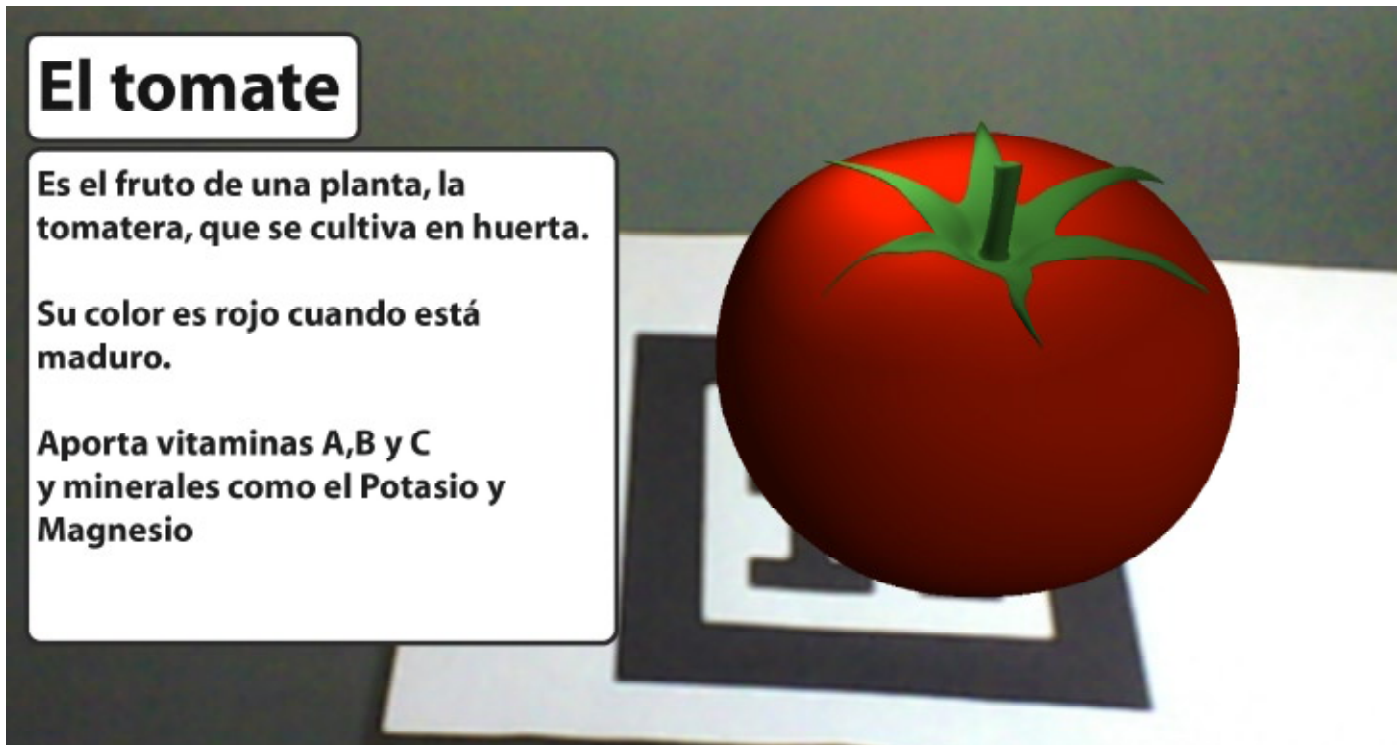 El tomate
Es el fruto de una planta, la
tomatera, que se cultiva en huerta.
Su color es rojo cuando está
maduro.
Aporta vitaminas A,B y C
y minerales como el Potasio y
Magnesio